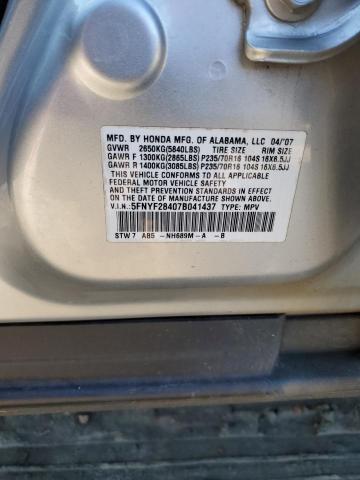 MFD. BY HONDA MFG. OF ALABAMA, LLC 04/'07
GVWR 2650KG(5840LBS) TIRE SIZE RIM SIZE
GAWR F 1300KG(2865LBS) P235/70R16 104S 16X6.5JJ
GAWR R 1400KG(3085LBS) P235/70R16 104S 16X6.5JJ
THIS VEHICLE CONFORMS TO ALL APPLICABLE
FEDERAL MOTOR VEHICLE SAFETY
AND THEFT PREVENTION STANDARDS IN EFFECT
ON THE DATE OF MANUFACTURE SHOWN ABOVE.
V.I.N.: 5FNYF28407B041437 TYPE: MPV
STW 7 AB5 -NH689M-A -B